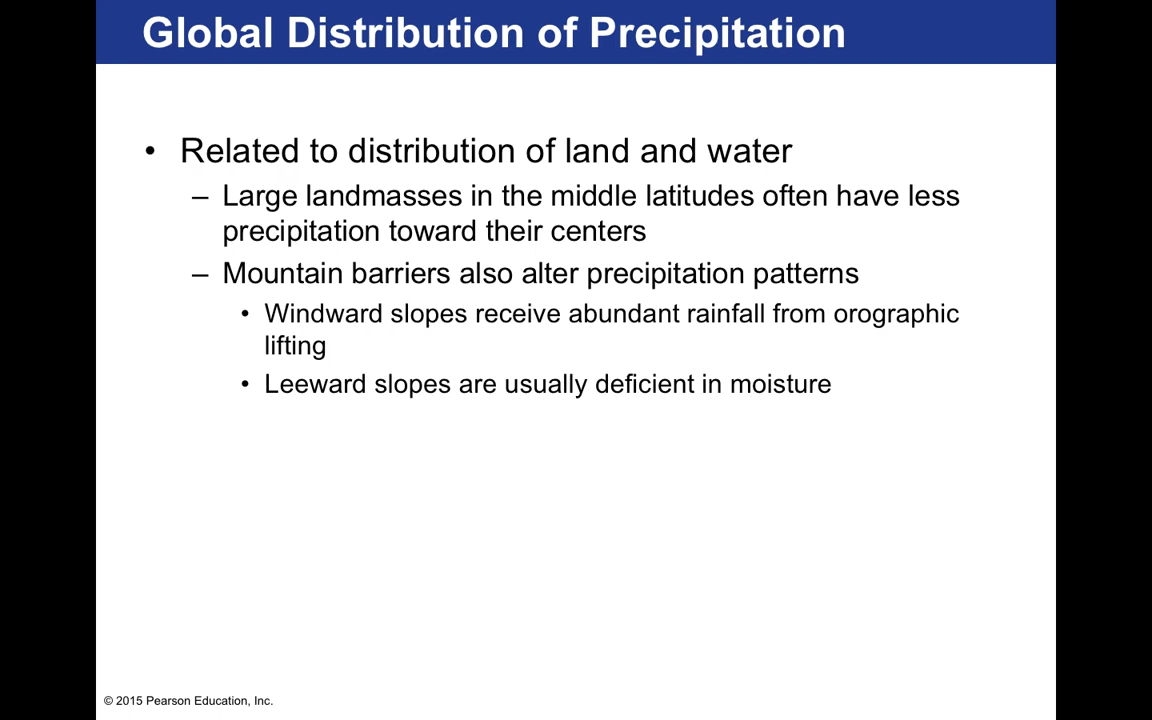 Global Distribution of Precipitation
• Related to distribution of land and water
– Large landmasses in the middle latitudes often have less
precipitation toward their centers
– Mountain barriers also alter precipitation patterns
• Windward slopes receive abundant rainfall from orographic
lifting
• Leeward slopes are usually deficient in moisture
© 2015 Pearson Education, Inc.